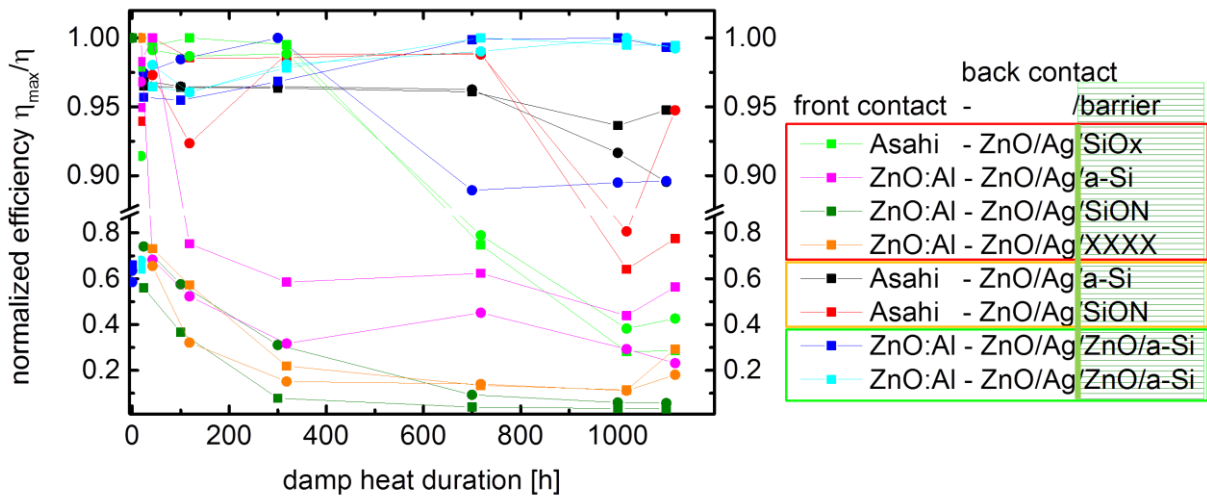 normalized efficiency ηmax/η
1.00
0.95
0.90
0.8
0.6
0.4
0.2
1.00
0.95
0.90
0.8
0.6
0.4
0.2
0 200 400 600 800 1000
damp heat duration [h]
back contact
front contact - /barrier
Asahi - ZnO/Ag/SiOx
ZnO:Al - ZnO/Ag/a-Si
ZnO:Al - ZnO/Ag/SiON
ZnO:Al - ZnO/Ag/XXXX
Asahi - ZnO/Ag/a-Si
Asahi - ZnO/Ag/SiON
ZnO:Al - ZnO/Ag/ZnO/a-Si
ZnO:Al - ZnO/Ag/ZnO/a-Si